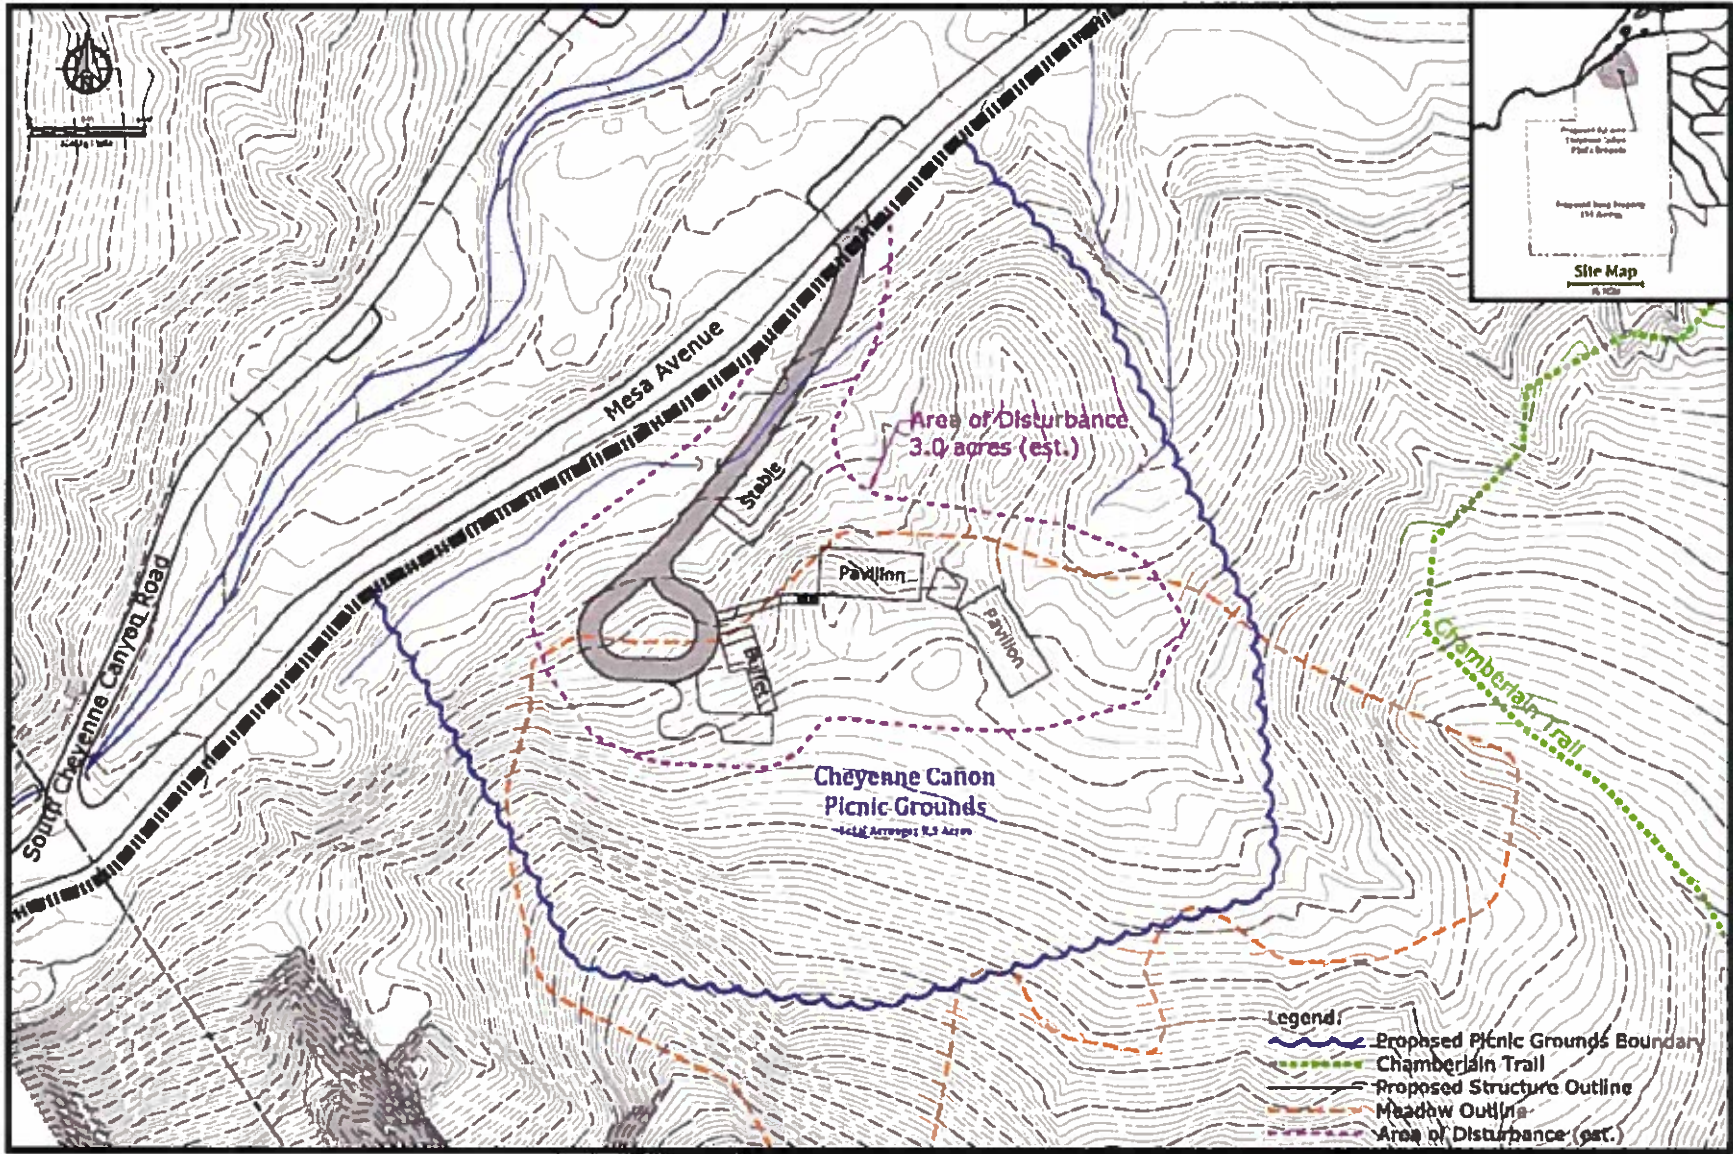 N
Site Map
Mesa Avenue
South Cheyenne Canyon Road
Area of Disturbance
3.0 acres (est.)
Stable
Pavilion
Pavilion
Buffet
Chamberlain Trail
Cheyenne Cañon
Picnic Grounds
Legend:
Proposed Picnic Grounds Boundary
Chamberlain Trail
Proposed Structure Outline
Meadow Outline
Area of Disturbance (est.)